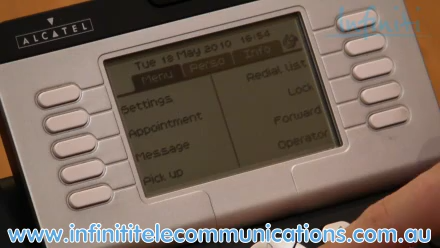 Infiniti
ALCATEL
Tue 18 May 2010 16:54
Menu Perso Info
Redial list
Settings
Lock
Appointment
Forward
Message
Operator
Pick up
www.infinititelecommunications.com.au